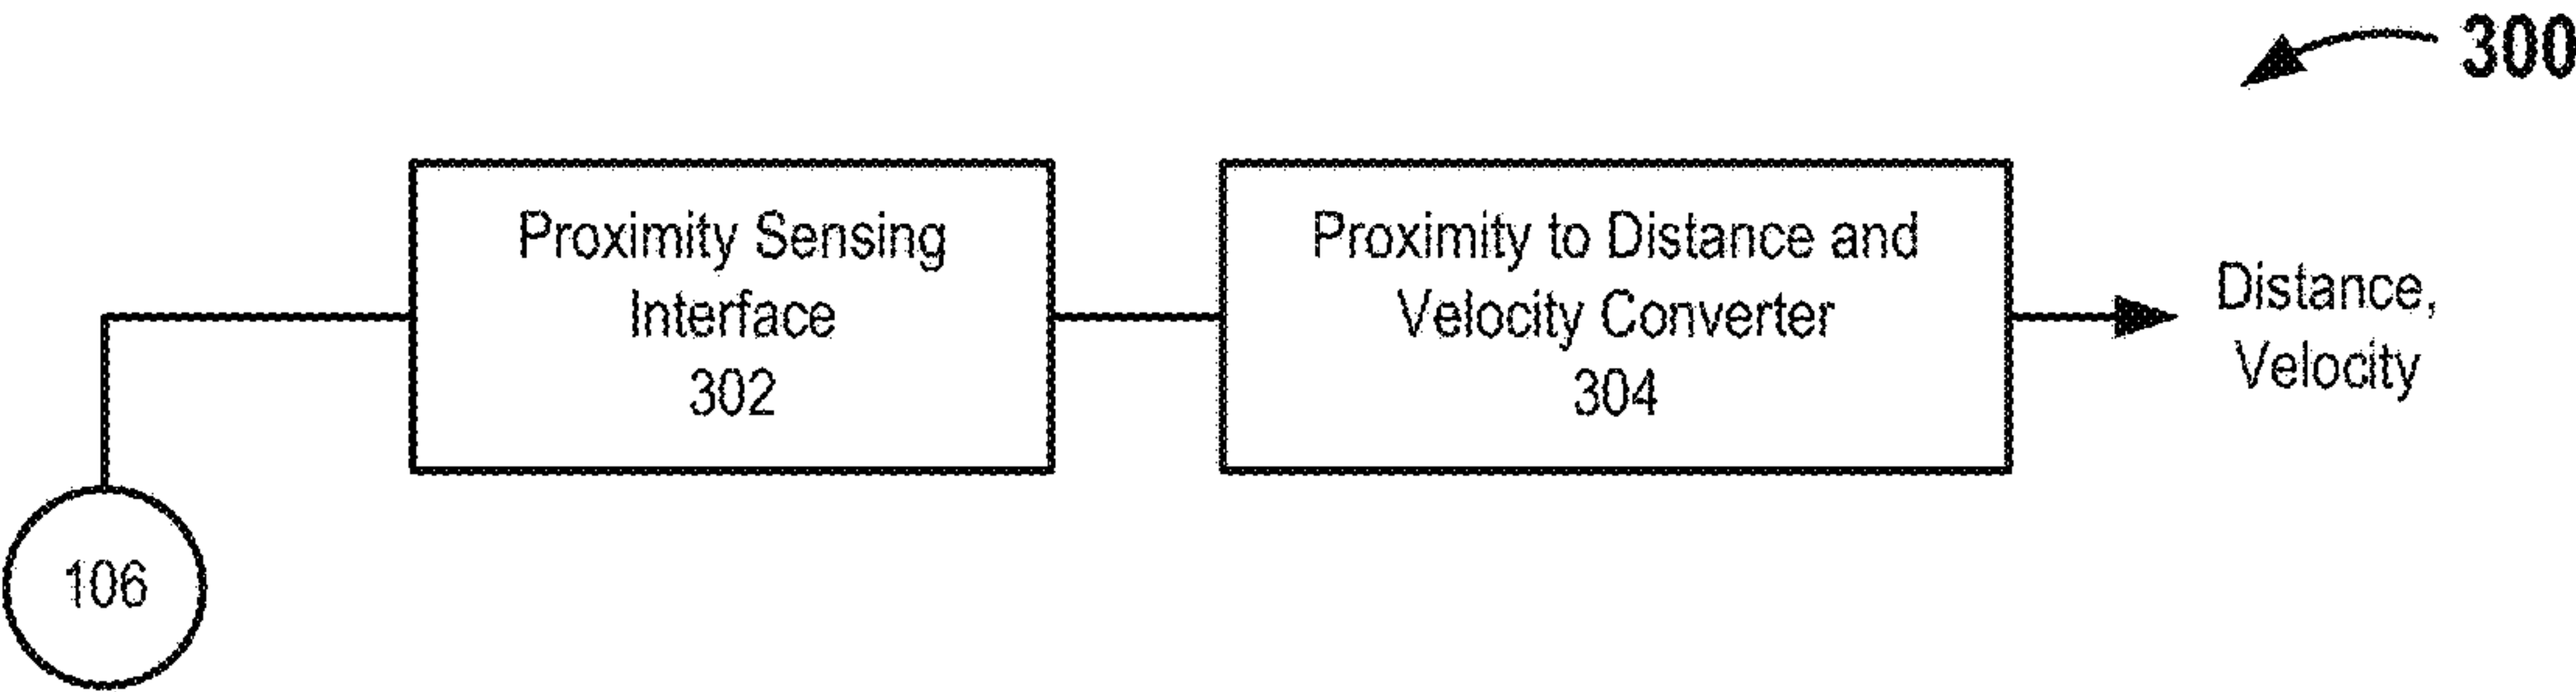 300
Proximity Sensing
Interface
302
Proximity to Distance and
Velocity Converter
304
Distance,
Velocity
106